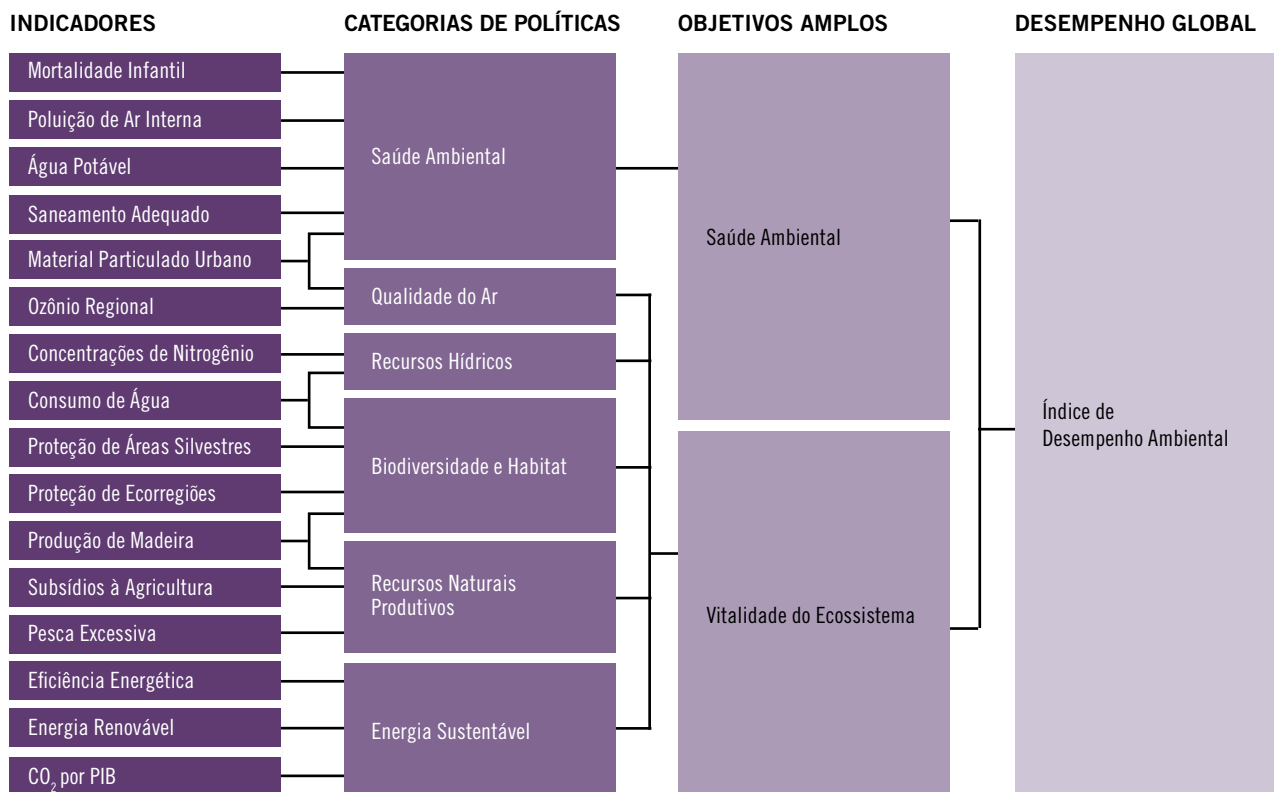 INDICADORES
CATEGORIAS DE POLÍTICAS
OBJETIVOS AMPLOS
DESEMPENHO GLOBAL
Mortalidade Infantil
Poluição de Ar Interna
Água Potável
Saneamento Adequado
Material Particulado Urbano
Ozônio Regional
Concentrações de Nitrogênio
Consumo de Água
Proteção de Áreas Silvestres
Proteção de Ecorregiões
Produção de Madeira
Subsídios à Agricultura
Pesca Excessiva
Eficiência Energética
Energia Renovável
CO₂ por PIB
Saúde Ambiental
Qualidade do Ar
Recursos Hídricos
Biodiversidade e Habitat
Recursos Naturais
Produtivos
Energia Sustentável
Saúde Ambiental
Vitalidade do Ecossistema
Índice de
Desempenho Ambiental